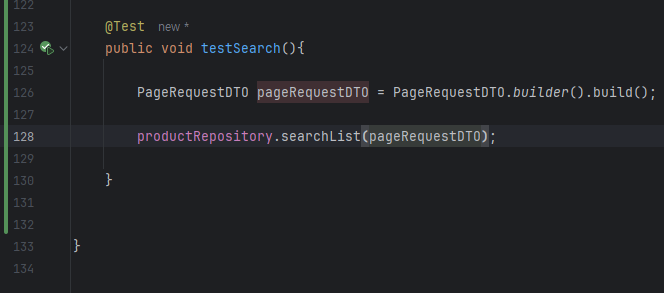 122
123 @Test new *
124 public void testSearch(){
125
126 PageRequestDTO pageRequestDTO = PageRequestDTO.builder().build();
127
128 productRepository.searchList(pageRequestDTO);
129
130 }
131
132
133 }
134